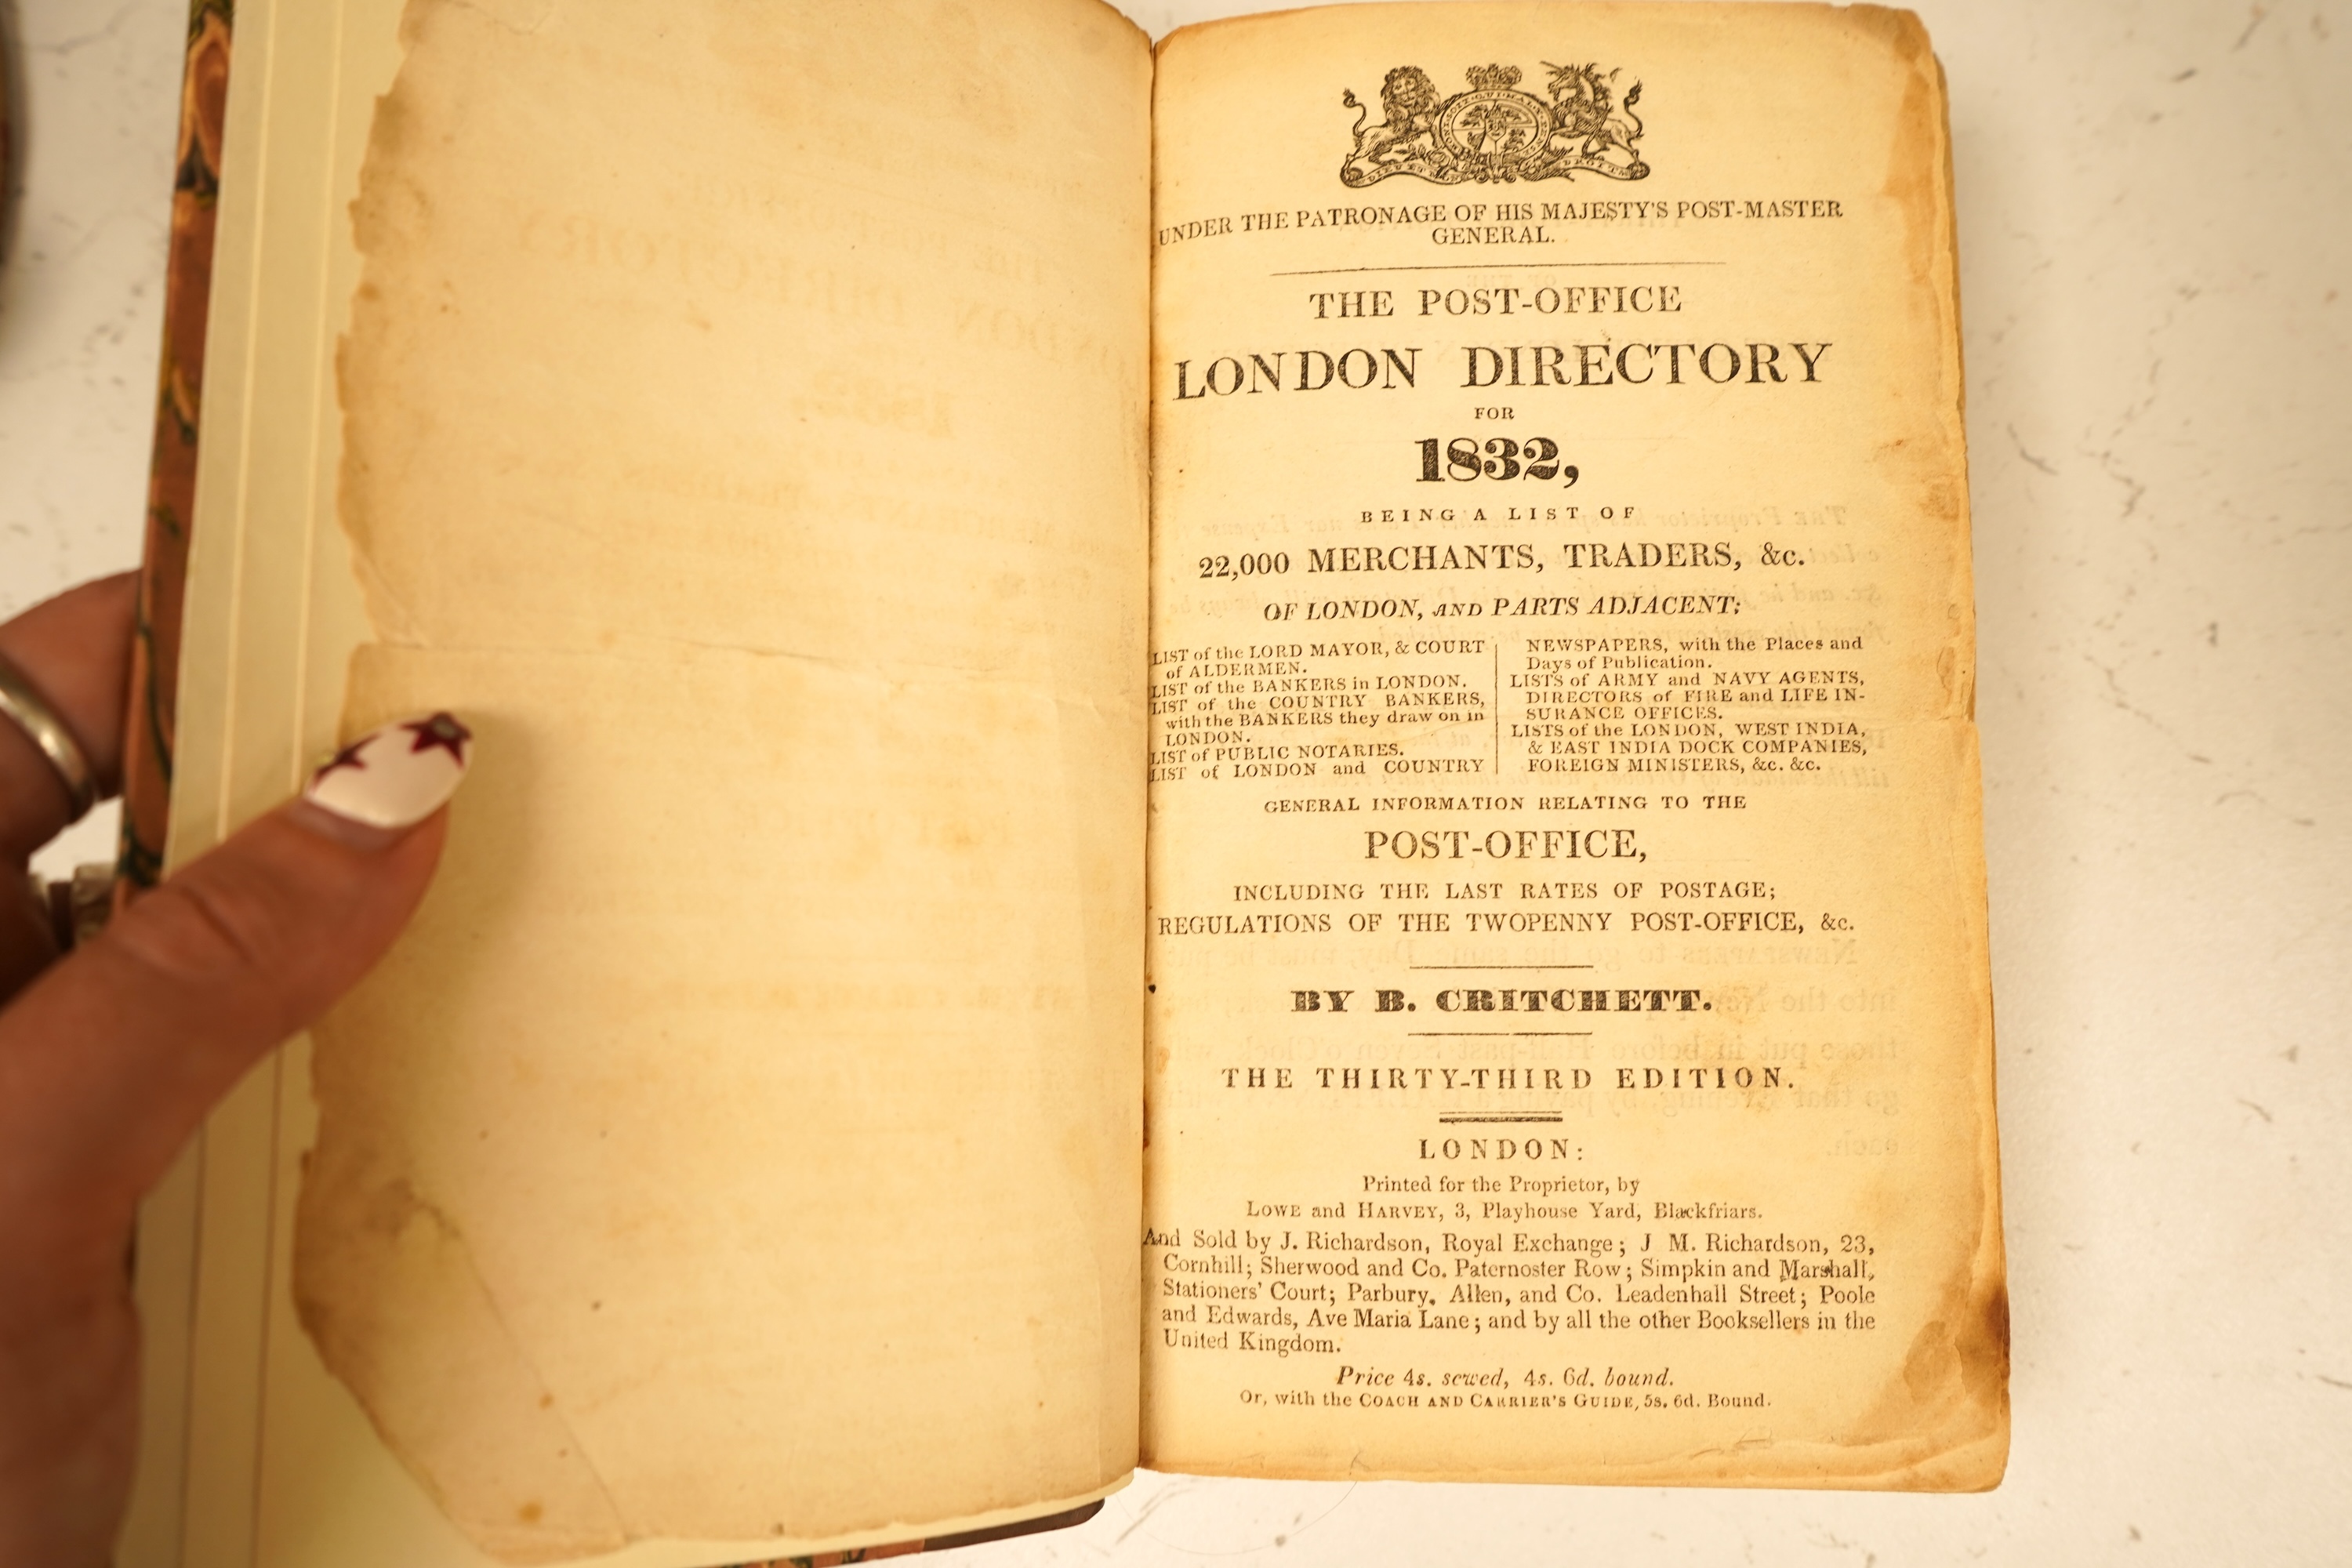 UNDER THE PATRONAGE OF HIS MAJESTY'S POST-MASTER
GENERAL.
THE POST-OFFICE
LONDON DIRECTORY
FOR
1832,
BEING A LIST OF
22,000 MERCHANTS, TRADERS, &c.
OF LONDON, AND PARTS ADJACENT:
LIST of the LORD MAYOR, & COURT
of ALDERMEN.
LIST of the BANKERS in LONDON.
LIST of the COUNTRY BANKERS,
with the BANKERS they draw on in
LONDON.
LIST of PUBLIC NOTARIES.
LIST of LONDON and COUNTRY
NEWSPAPERS, with the Places and
Days of Publication.
LISTS of ARMY and NAVY AGENTS,
DIRECTORS of FIRE and LIFE IN-
SURANCE OFFICES.
LISTS of the LONDON, WEST INDIA,
& EAST INDIA DOCK COMPANIES,
FOREIGN MINISTERS, &c. &c.
GENERAL INFORMATION RELATING TO THE
POST-OFFICE,
INCLUDING THE LAST RATES OF POSTAGE;
REGULATIONS OF THE TWOPENNY POST-OFFICE, &c.
BY B. CRITCHETT.
THE THIRTY-THIRD EDITION.
LONDON:
Printed for the Proprietor, by
LOWE and HARVEY, 3, Playhouse Yard, Blackfriars.
And Sold by J. Richardson, Royal Exchange; J M. Richardson, 23,
Cornhill; Sherwood and Co. Paternoster Row; Simpkin and Marshall,
Stationers' Court; Parbury, Allen, and Co. Leadenhall Street; Poole
and Edwards, Ave Maria Lane; and by all the other Booksellers in the
United Kingdom.
Price 4s. sewed, 4s. 6d. bound.
Or, with the COACH AND CARRIER'S GUIDE, 5s. 6d. Bound.